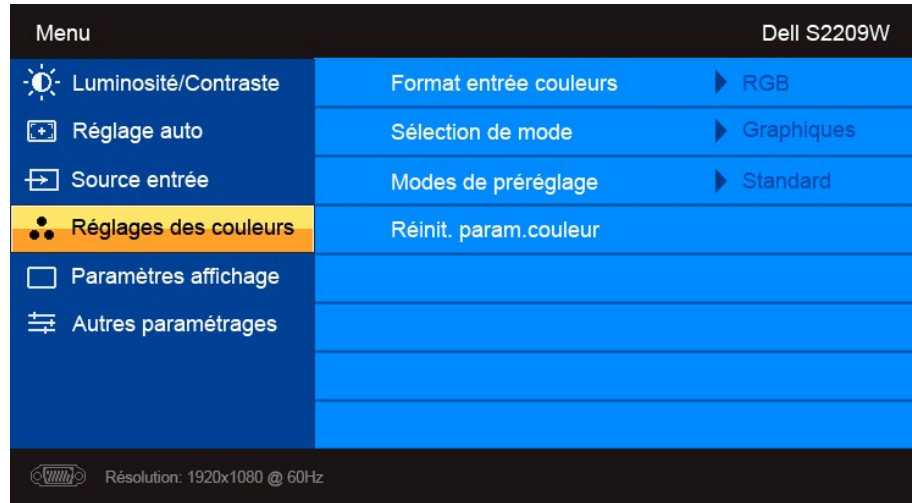 Menu Dell S2209W
Luminosité/Contraste Format entrée couleurs RGB
Réglage auto Sélection de mode Graphiques
Source entrée Modes de préréglage Standard
Réglages des couleurs Réinit. param.couleur
Paramètres affichage
Autres paramétrages
Résolution: 1920x1080 @ 60Hz